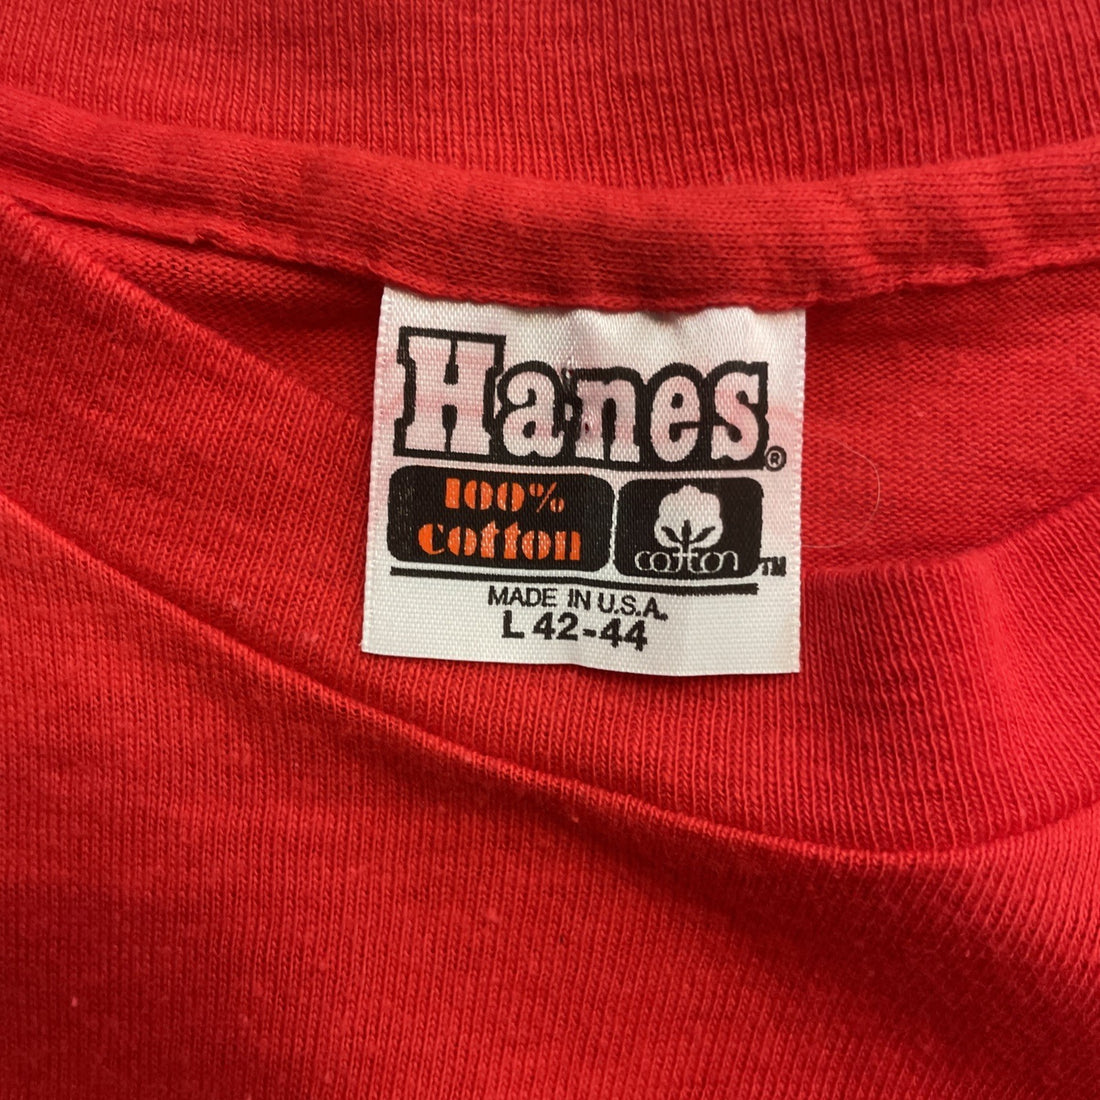 Hanes®
100%
cotton
cotton™
MADE IN U.S.A.
L 42-44